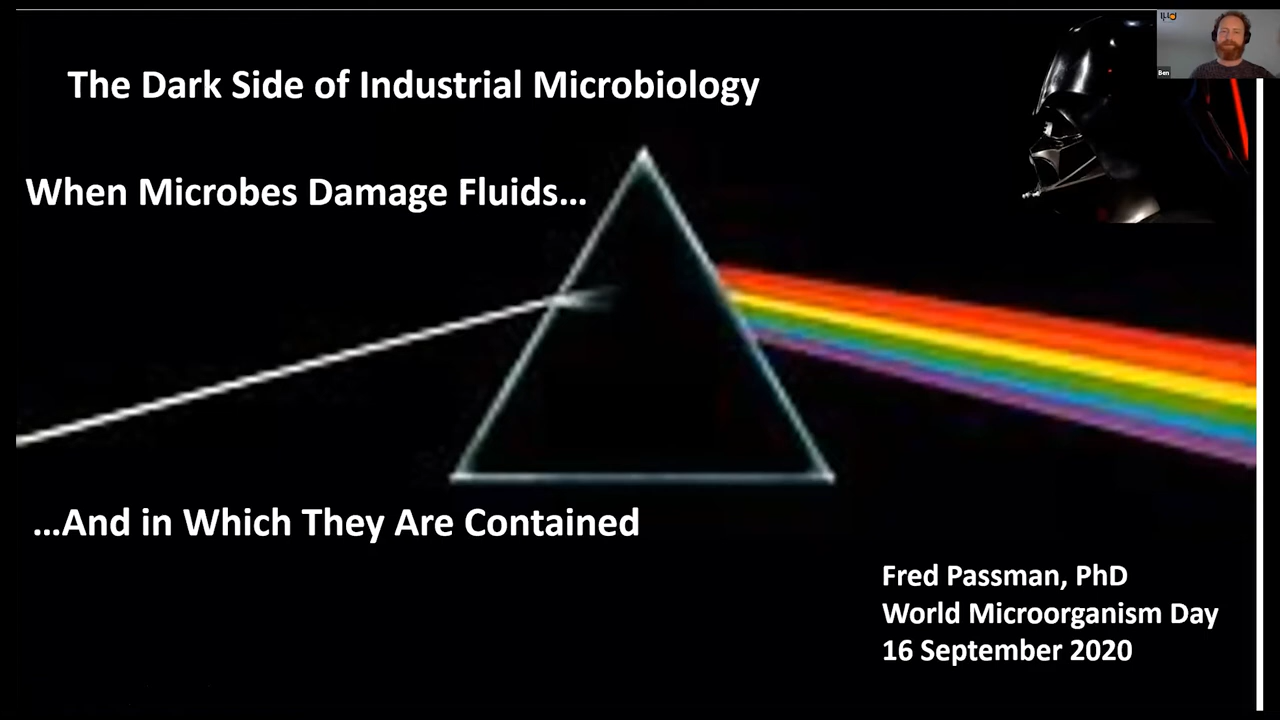 The Dark Side of Industrial Microbiology
Ben
When Microbes Damage Fluids…
…And in Which They Are Contained
Fred Passman, PhD
World Microorganism Day
16 September 2020